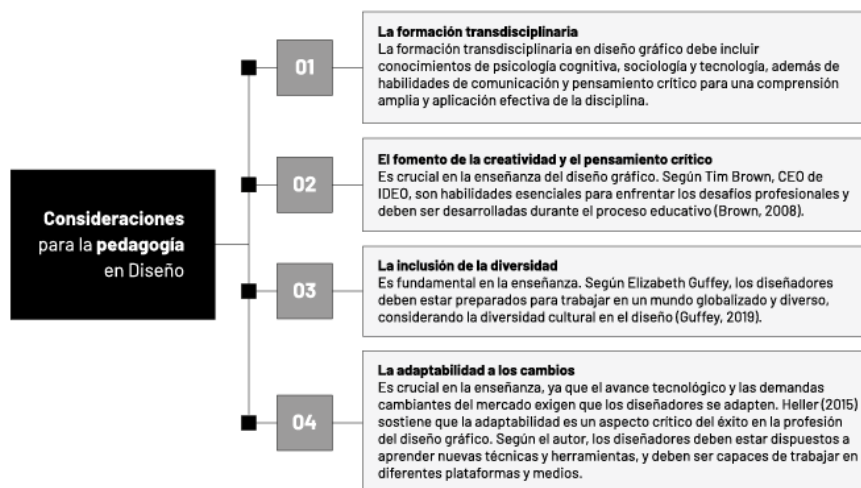 Consideraciones
para la pedagogía
en Diseño
01
La formación transdisciplinaria
La formación transdisciplinaria en diseño gráfico debe incluir
conocimientos de psicología cognitiva, sociología y tecnología, además de
habilidades de comunicación y pensamiento crítico para una comprensión
amplia y aplicación efectiva de la disciplina.
02
El fomento de la creatividad y el pensamiento crítico
Es crucial en la enseñanza del diseño gráfico. Según Tim Brown, CEO de
IDEO, son habilidades esenciales para enfrentar los desafíos profesionales y
deben ser desarrolladas durante el proceso educativo (Brown, 2008).
03
La inclusión de la diversidad
Es fundamental en la enseñanza. Según Elizabeth Guffey, los diseñadores
deben estar preparados para trabajar en un mundo globalizado y diverso,
considerando la diversidad cultural en el diseño (Guffey, 2019).
04
La adaptabilidad a los cambios
Es crucial en la enseñanza, ya que el avance tecnológico y las demandas
cambiantes del mercado exigen que los diseñadores se adapten. Heller (2015)
sostiene que la adaptabilidad es un aspecto crítico del éxito en la profesión
del diseño gráfico. Según el autor, los diseñadores deben estar dispuestos a
aprender nuevas técnicas y herramientas, y deben ser capaces de trabajar en
diferentes plataformas y medios.